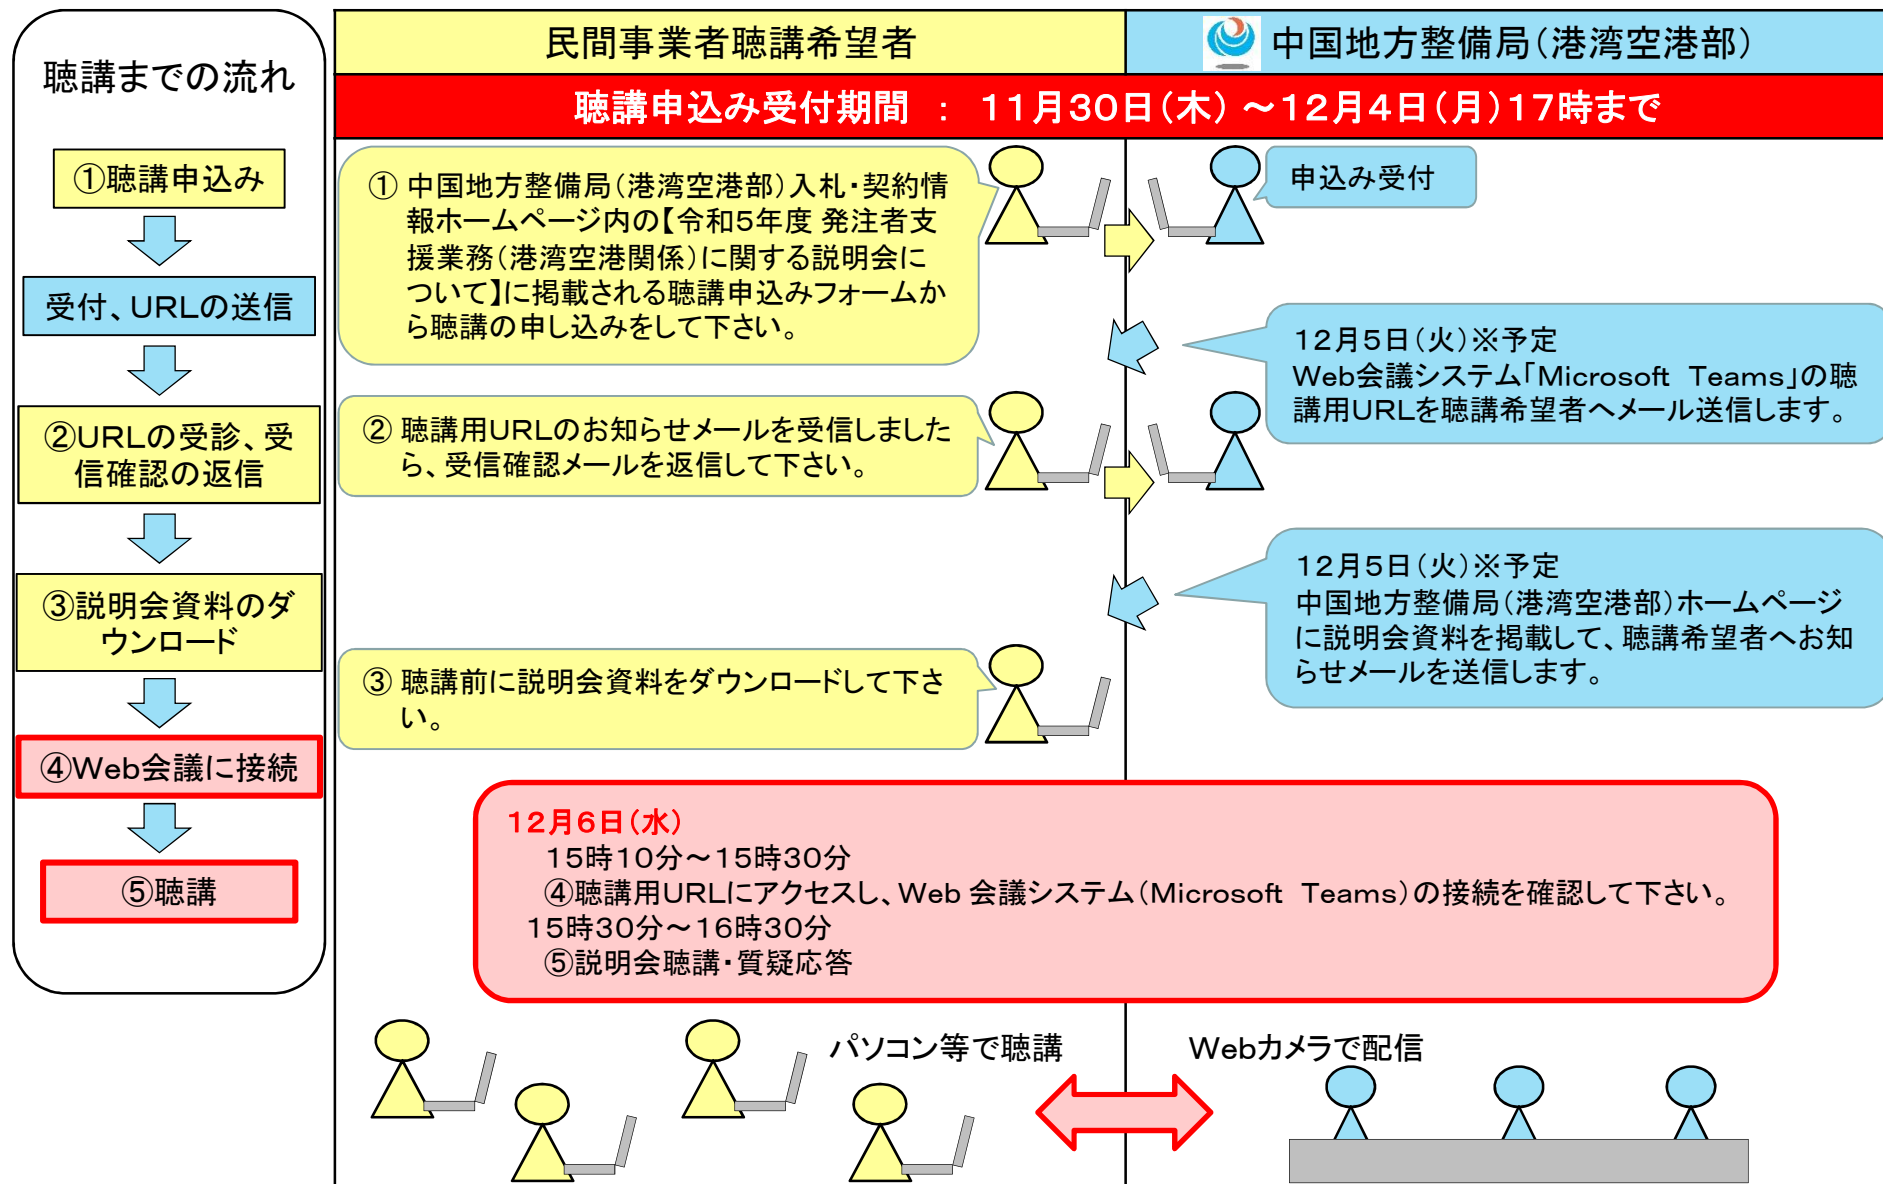 聴講までの流れ
①聴講申込み
受付、URLの送信
②URLの受診、受
信確認の返信
③説明会資料のダ
ウンロード
④Web会議に接続
⑤聴講
民間事業者聴講希望者
中国地方整備局(港湾空港部)
聴講申込み受付期間 : 11月30日(木)~12月4日(月)17時まで
① 中国地方整備局(港湾空港部)入札・契約情
報ホームページ内の【令和5年度 発注者支
援業務(港湾空港関係)に関する説明会に
ついて】に掲載される聴講申込みフォームか
ら聴講の申し込みをして下さい。
申込み受付
12月5日(火)※予定
Web会議システム「Microsoft Teams」の聴
講用URLを聴講希望者へメール送信します。
② 聴講用URLのお知らせメールを受信しました
ら、受信確認メールを返信して下さい。
12月5日(火)※予定
中国地方整備局(港湾空港部)ホームページ
に説明会資料を掲載して、聴講希望者へお知
らせメールを送信します。
③ 聴講前に説明会資料をダウンロードして下さ
い。
12月6日(水)
15時10分~15時30分
④聴講用URLにアクセスし、Web 会議システム(Microsoft Teams)の接続を確認して下さい。
15時30分~16時30分
⑤説明会聴講・質疑応答
パソコン等で聴講
Webカメラで配信